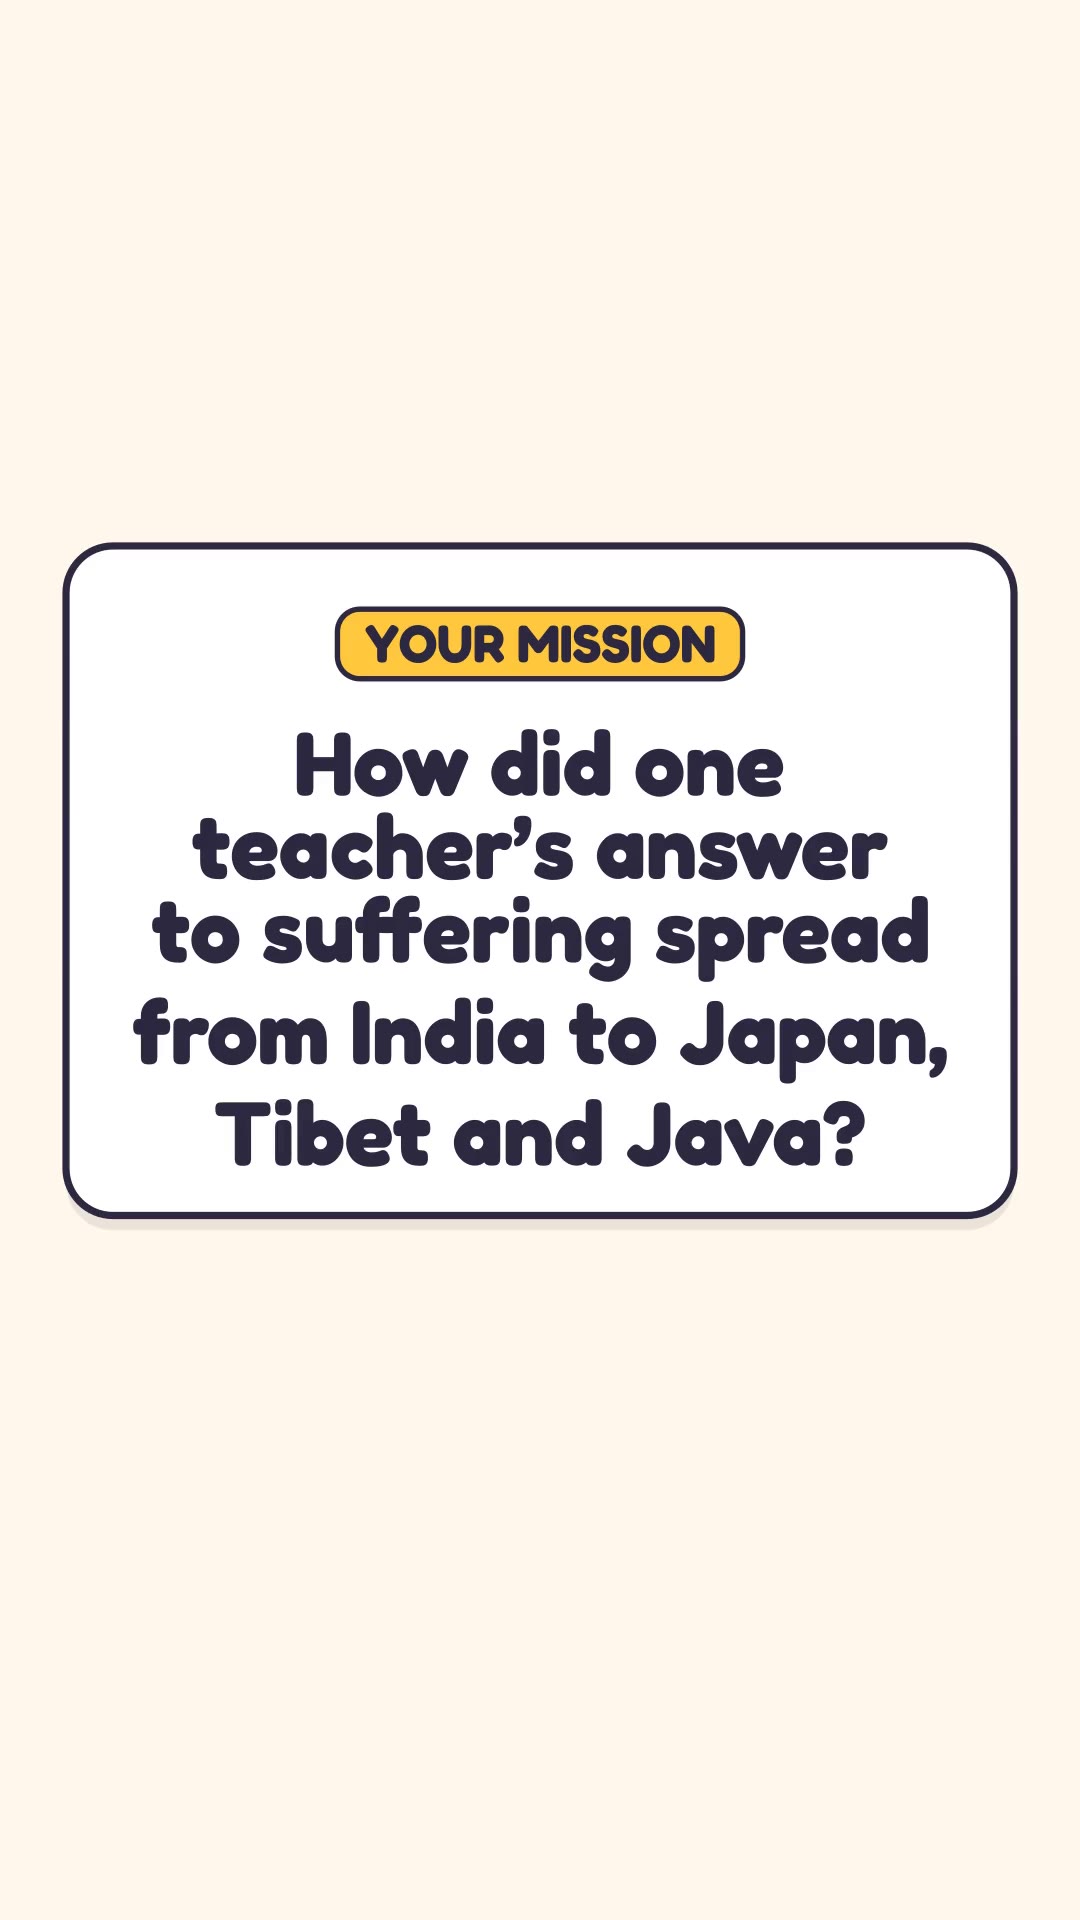 YOUR MISSION
How did one
teacher’s answer
to suffering spread
from India to Japan,
Tibet and Java?